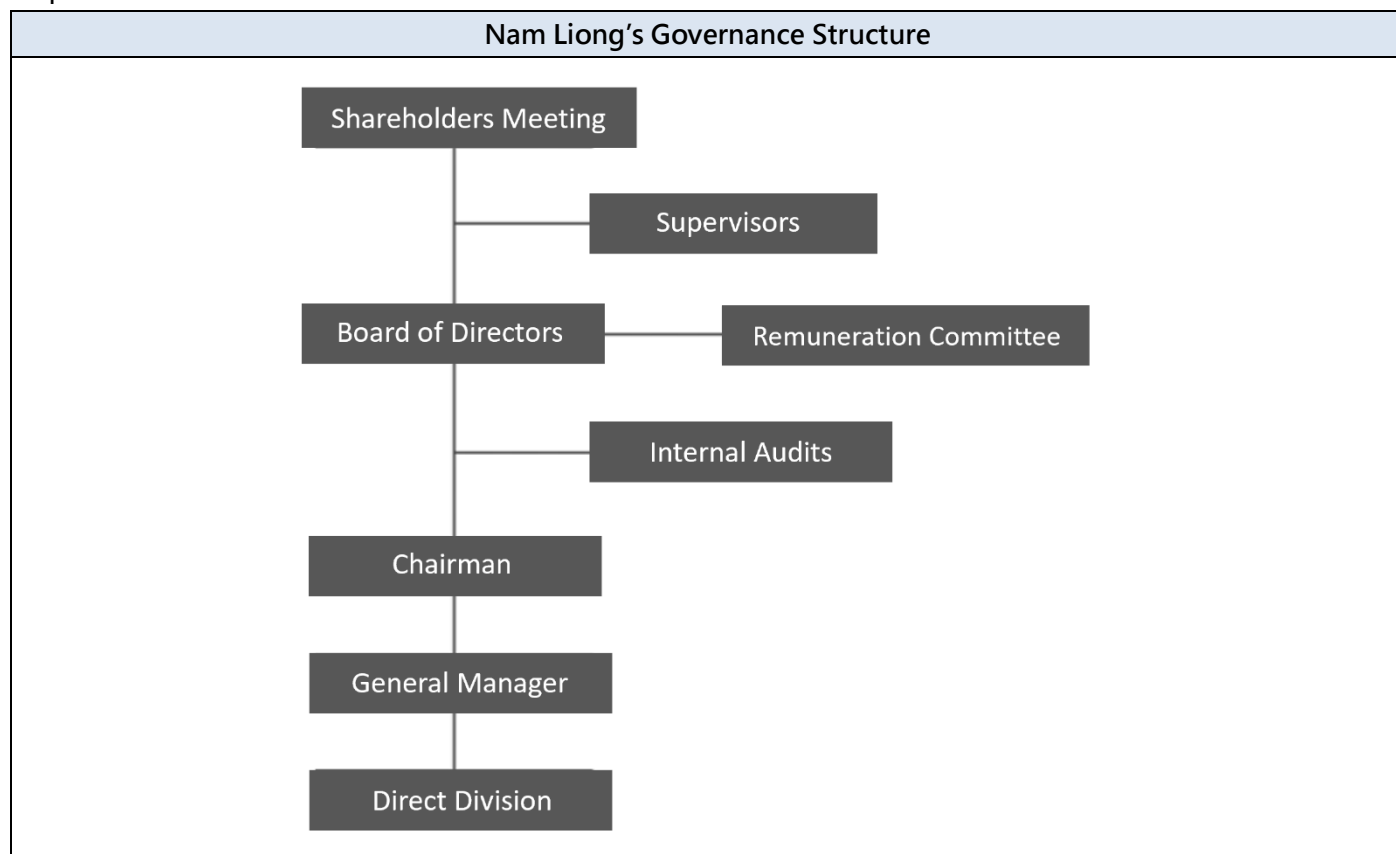 Nam Liong’s Governance Structure
Shareholders Meeting
Supervisors
Board of Directors
Remuneration Committee
Internal Audits
Chairman
General Manager
Direct Division